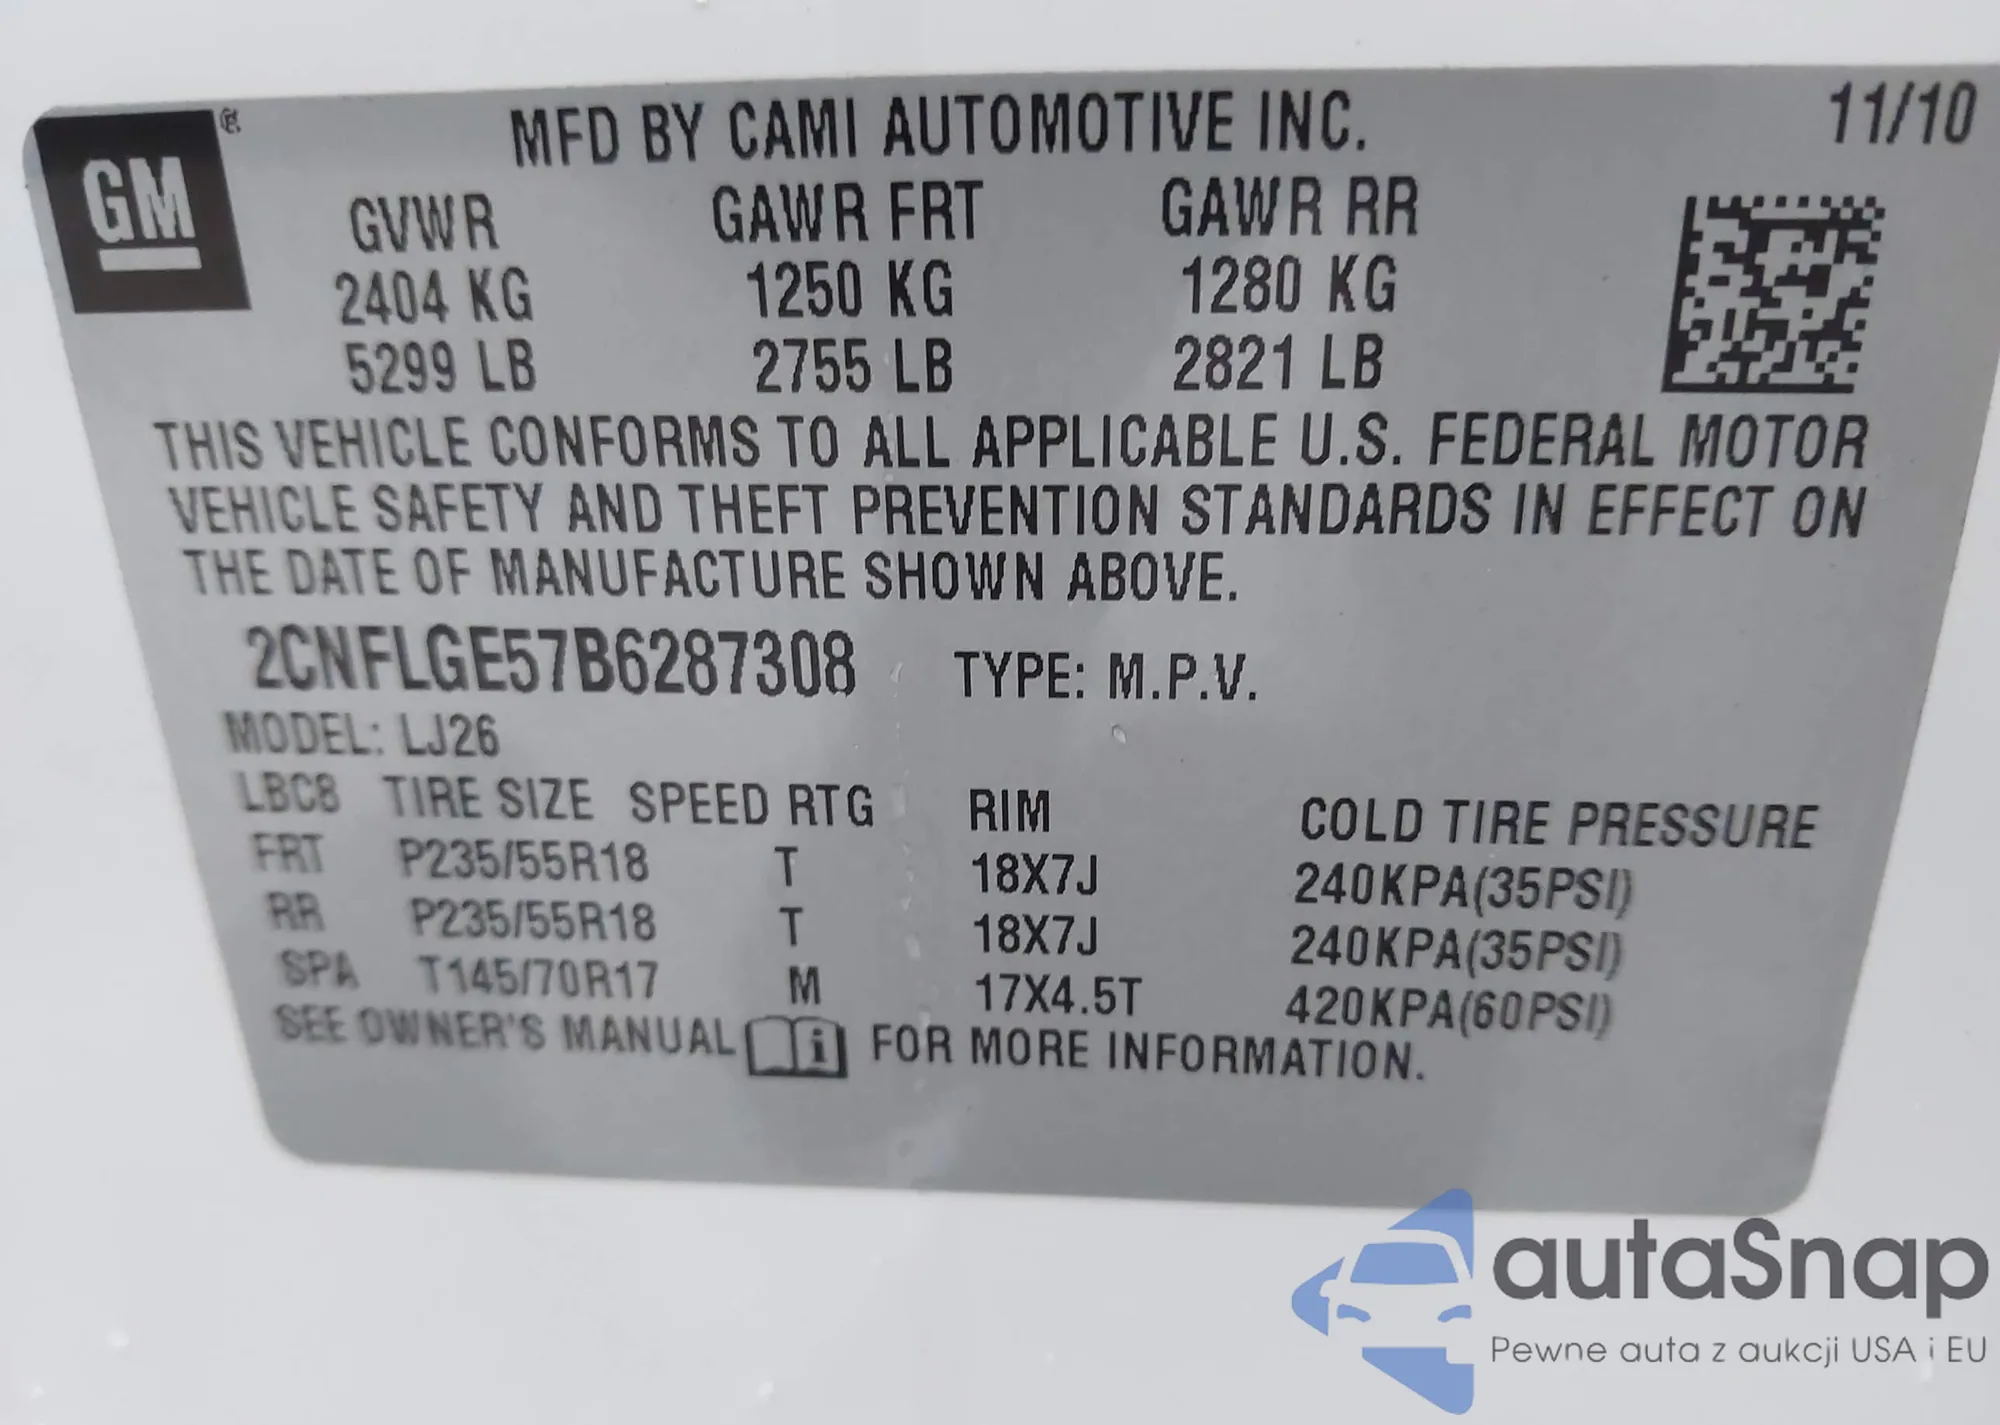 GM
MFD BY CAMI AUTOMOTIVE INC.
11/10
GVWR GAWR FRT GAWR RR
2404 KG 1250 KG 1280 KG
5299 LB 2755 LB 2821 LB
THIS VEHICLE CONFORMS TO ALL APPLICABLE U.S. FEDERAL MOTOR
VEHICLE SAFETY AND THEFT PREVENTION STANDARDS IN EFFECT ON
THE DATE OF MANUFACTURE SHOWN ABOVE.
2CNFLGE57B6287308 TYPE: M.P.V.
MODEL: LJ26
LBC8 TIRE SIZE SPEED RTG RIM COLD TIRE PRESSURE
FRT P235/55R18 T 18X7J 240KPA(35PSI)
RR P235/55R18 T 18X7J 240KPA(35PSI)
SPA T145/70R17 M 17X4.5T 420KPA(60PSI)
SEE OWNER'S MANUAL i FOR MORE INFORMATION.
autaSnap
Pewne auta z aukcji USA i EU